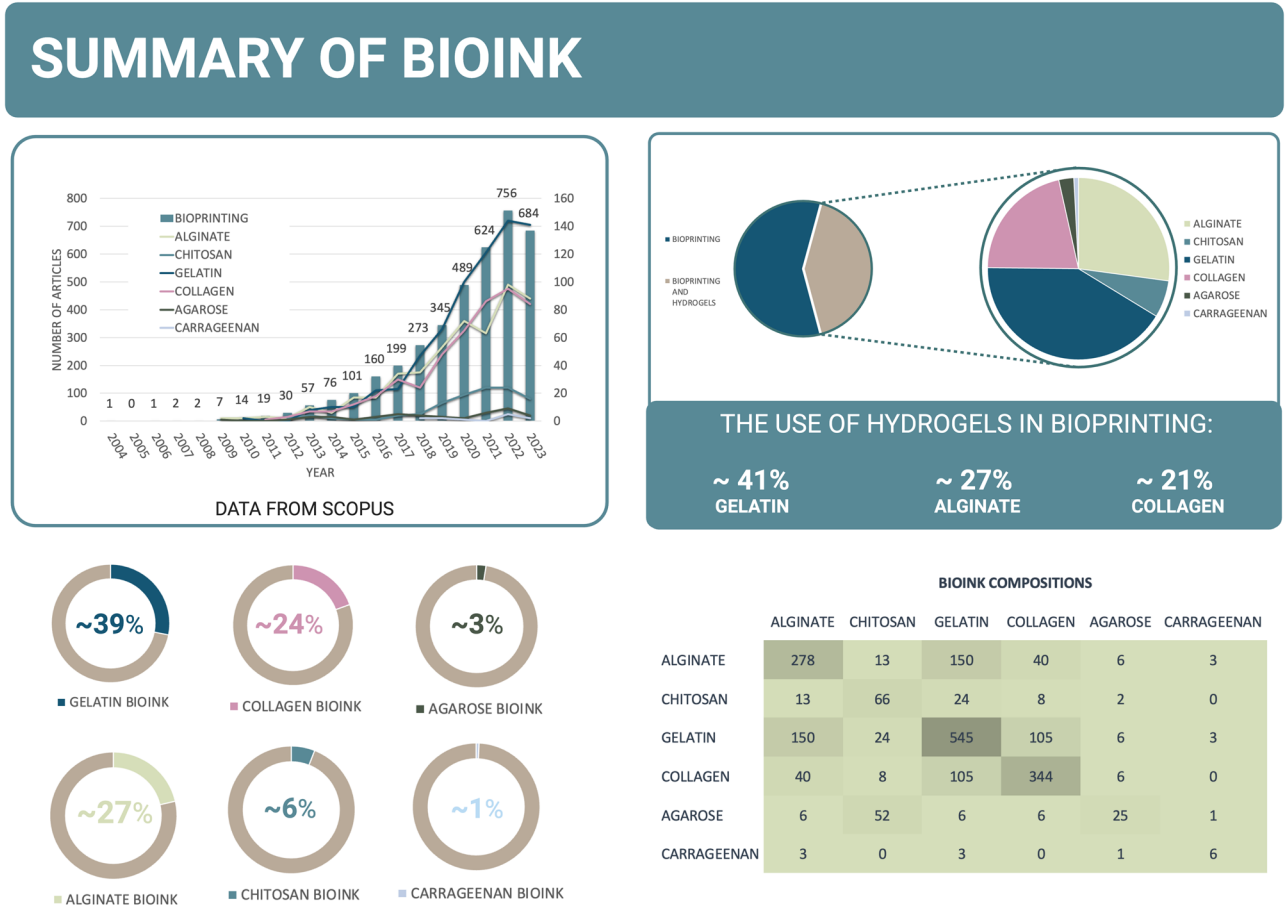 SUMMARY OF BIOINK
800
700
600
500
400
300
200
100
0
NUMBER OF ARTICLES
160
140
120
100
80
60
40
20
0
BIOPRINTING
ALGINATE
CHITOSAN
GELATIN
COLLAGEN
AGAROSE
CARRAGEENAN
1 0 1 2 2 7 14 19 30 57 76 101 160 199 273 345 489 624 756 684
2004 2005 2006 2007 2008 2009 2010 2011 2012 2013 2014 2015 2016 2017 2018 2019 2020 2021 2022 2023
YEAR
DATA FROM SCOPUS
BIOPRINTING
BIOPRINTING
AND
HYDROGELS
ALGINATE
CHITOSAN
GELATIN
COLLAGEN
AGAROSE
CARRAGEENAN
THE USE OF HYDROGELS IN BIOPRINTING:
~ 41% ~ 27% ~ 21%
GELATIN ALGINATE COLLAGEN
~39% ~24% ~3%
GELATIN BIOINK COLLAGEN BIOINK AGAROSE BIOINK
~27% ~6% ~1%
ALGINATE BIOINK CHITOSAN BIOINK CARRAGEENAN BIOINK
BIOINK COMPOSITIONS
ALGINATE CHITOSAN GELATIN COLLAGEN AGAROSE CARRAGEENAN
ALGINATE 278 13 150 40 6 3
CHITOSAN 13 66 24 8 2 0
GELATIN 150 24 545 105 6 3
COLLAGEN 40 8 105 344 6 0
AGAROSE 6 52 6 6 25 1
CARRAGEENAN 3 0 3 0 1 6